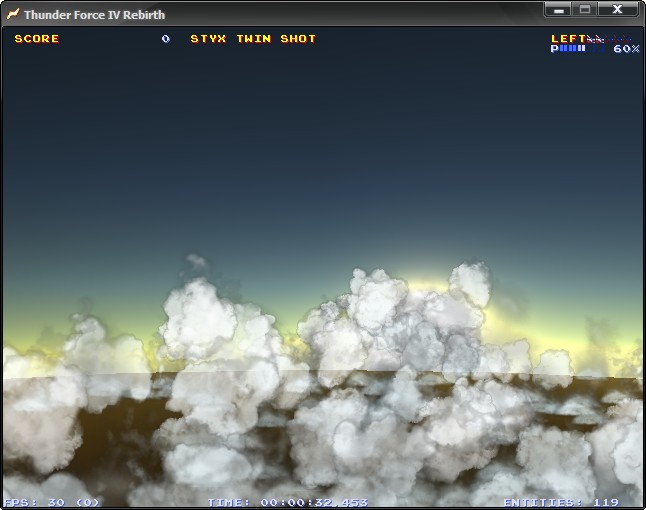 Thunder Force IV Rebirth
SCORE 0 STYX TWIN SHOT LEFT
P 60%
FPS: 30 (0) TIME: 00:00:32,453 ENTITIES: 119